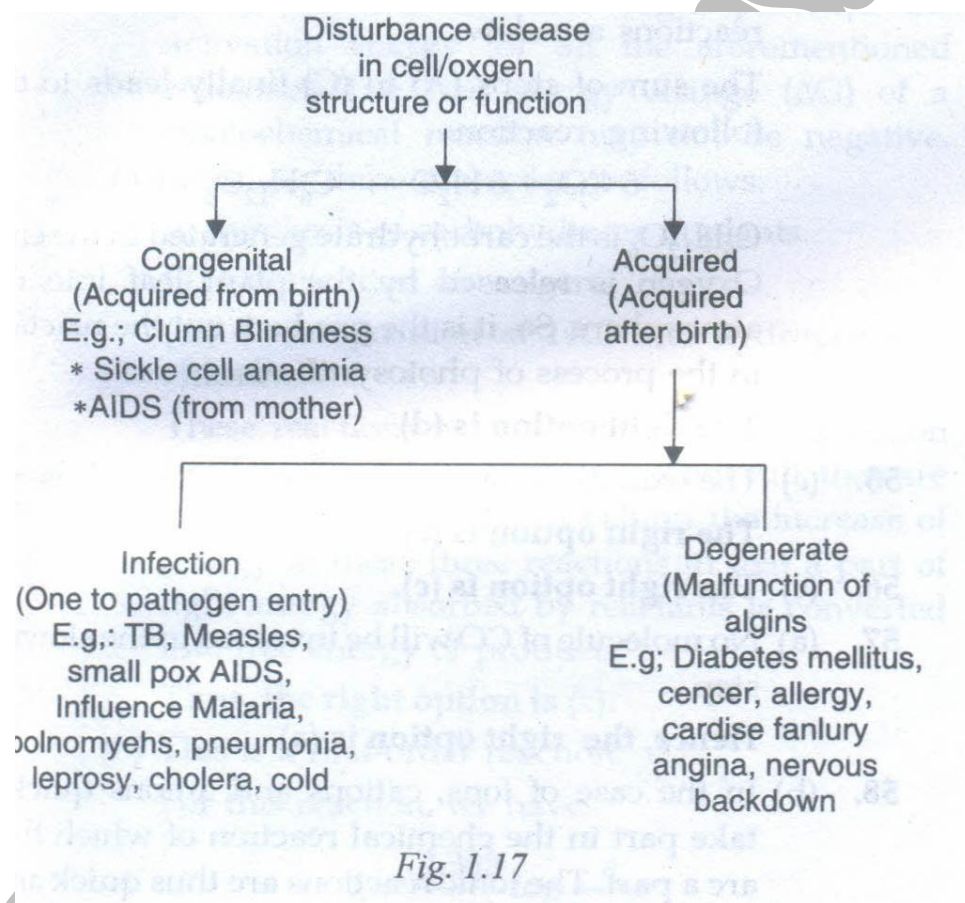 Disturbance disease
in cell/oxgen
structure or function
Congenital
(Acquired from birth)
E.g., Clunn Blindness
* Sickle cell anaemia
*AIDS (from mother)
Acquired
(Acquired
after birth)
Infection
(One to pathogen entry)
E.g, TB, Measles,
small pox AIDS,
Influence Malaria,
polnomyehs, pneumonia,
leprosy, cholera, cold
Degenerate
(Malfunction of
algins
E.g; Diabetes mellitus,
cencer, allergy,
cardise fanlury
angina, nervous
backdown
Fig. 1.17